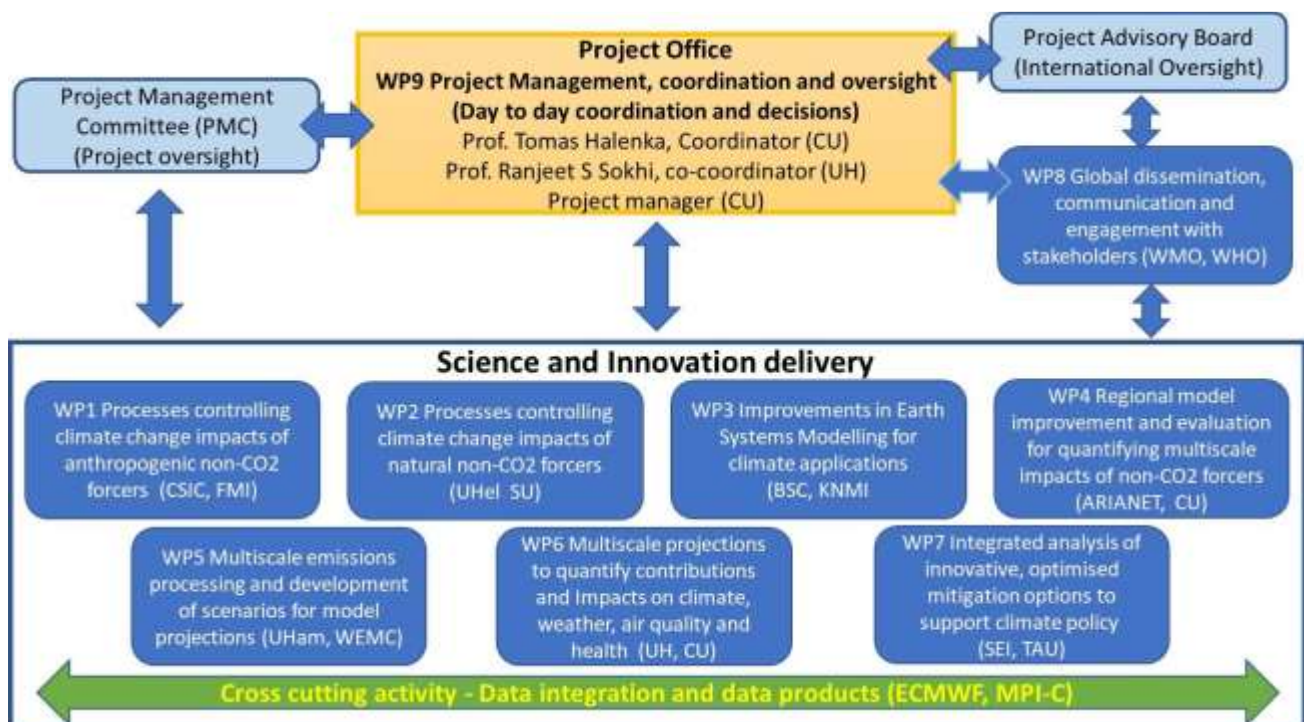 Project Office
WP9 Project Management, coordination and oversight
(Day to day coordination and decisions)
Prof. Tomas Halenka, Coordinator (CU)
Prof. Ranjeet S Sokhi, co-coordinator (UH)
Project manager (CU)
Project Advisory Board
(International Oversight)
Project Management
Committee (PMC)
(Project oversight)
WP8 Global dissemination,
communication and
engagement with
stakeholders (WMO, WHO)
Science and Innovation delivery
WP1 Processes controlling
climate change impacts of
anthropogenic non-CO2
forcers (CSIC, FMI)
WP2 Processes controlling
climate change impacts of
natural non-CO2 forcers
(UHel SU)
WP3 Improvements in Earth
Systems Modelling for
climate applications
(BSC, KNMI
WP4 Regional model
improvement and evaluation
for quantifying multiscale
impacts of non-CO2 forcers
(ARIANET, CU)
WP5 Multiscale emissions
processing and development
of scenarios for model
projections (UHam, WEMC)
WP6 Multiscale projections
to quantify contributions
and Impacts on climate,
weather, air quality and
health (UH, CU)
WP7 Integrated analysis of
innovative, optimised
mitigation options to
support climate policy
(SEI, TAU)
Cross cutting activity - Data integration and data products (ECMWF, MPI-C)